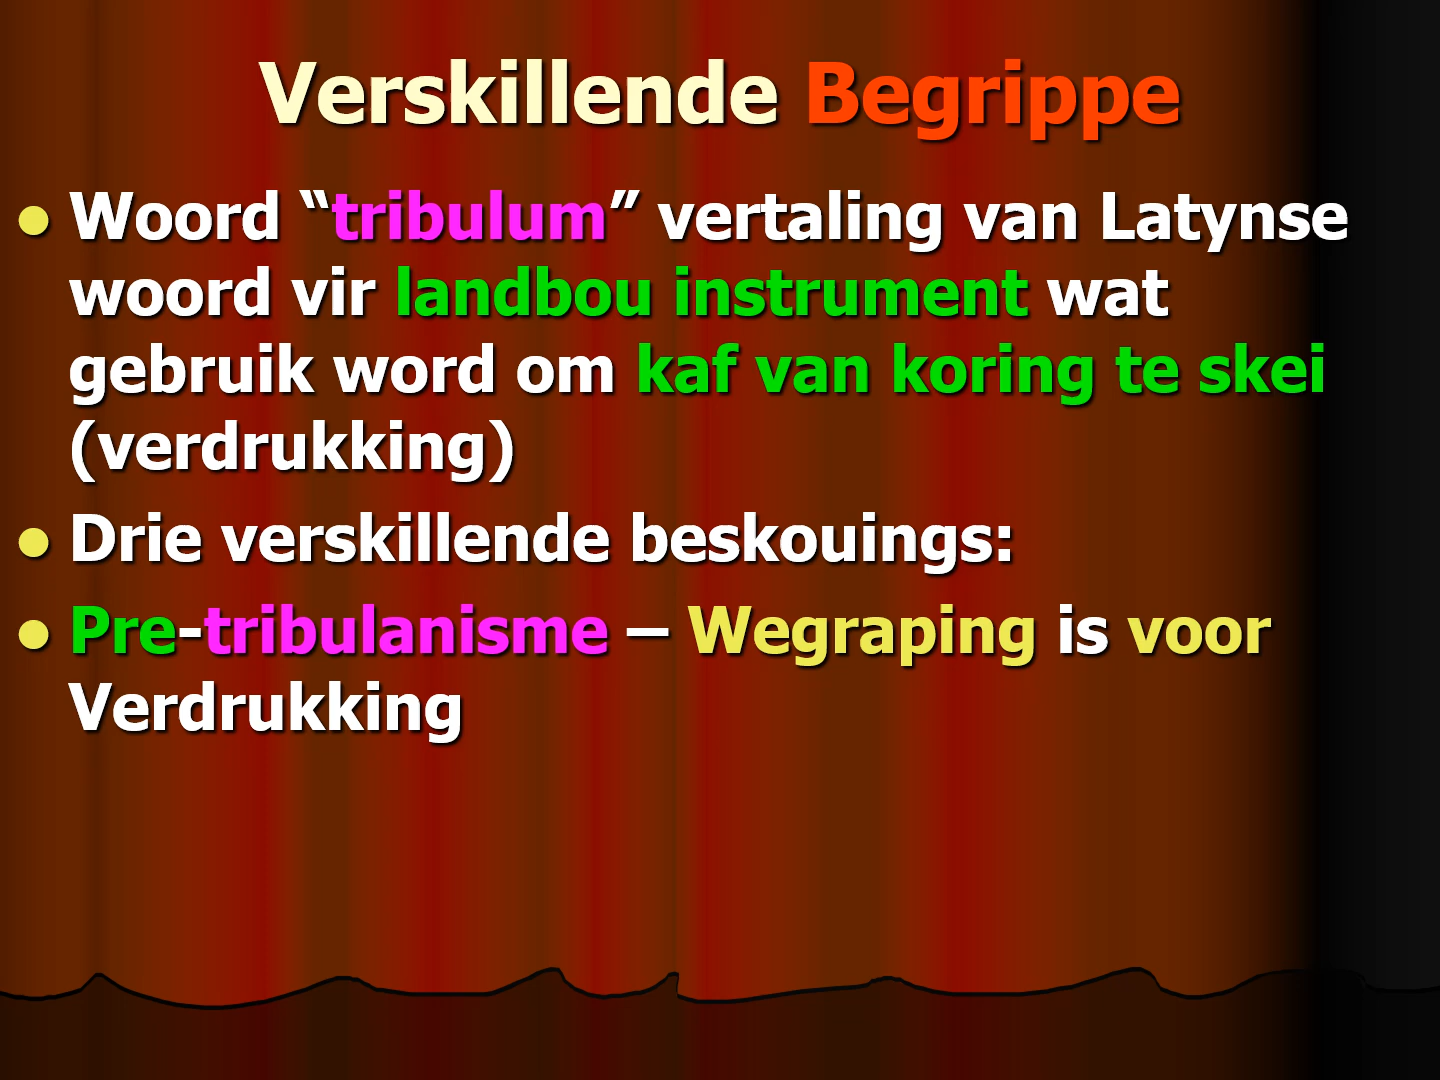 Verskillende Begrippe
Woord “tribulum” vertaling van Latynse
woord vir landbou instrument wat
gebruik word om kaf van koring te skei
(verdrukking)
Drie verskillende beskouings:
Pre-tribulanisme – Wegraping is voor
Verdrukking